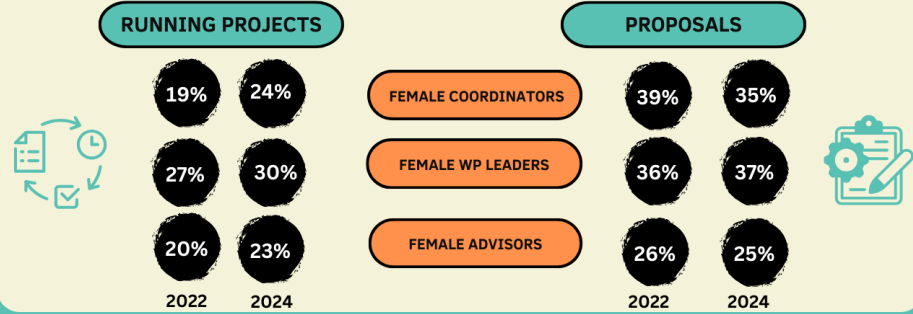 RUNNING PROJECTS
PROPOSALS
19% 24% FEMALE COORDINATORS 39% 35%
27% 30% FEMALE WP LEADERS 36% 37%
20% 23% FEMALE ADVISORS 26% 25%
2022 2024 2022 2024